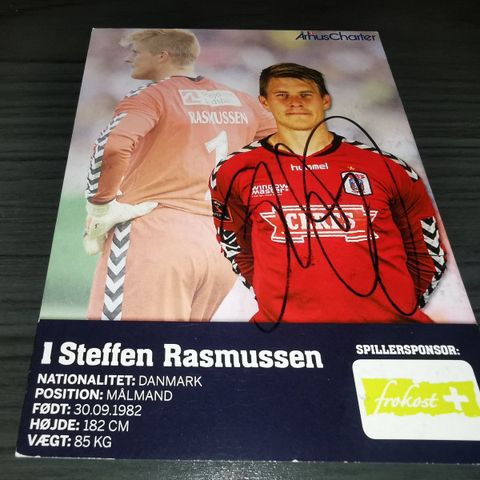 ÅrhusCharter
RASMUSSEN
1
hummel
CERES
1 Steffen Rasmussen
NATIONALITET: DANMARK
POSITION: MÅLMAND
FØDT: 30.09.1982
HØJDE: 182 CM
VÆGT: 85 KG
SPILLERSPONSOR:
frokost +